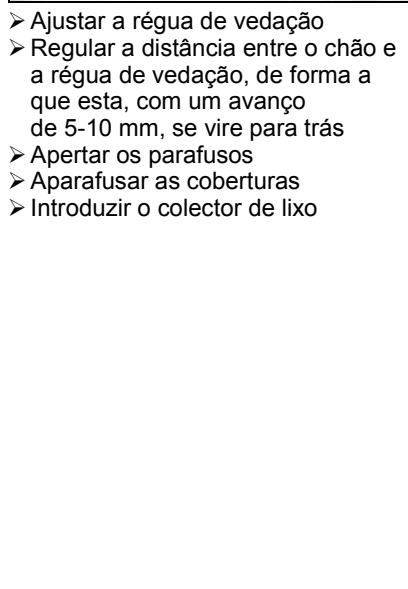 ➢ Ajustar a régua de vedação
➢ Regular a distância entre o chão e
a régua de vedação, de forma a
que esta, com um avanço
de 5-10 mm, se vire para trás
➢ Apertar os parafusos
➢ Aparafusar as coberturas
➢ Introduzir o colector de lixo